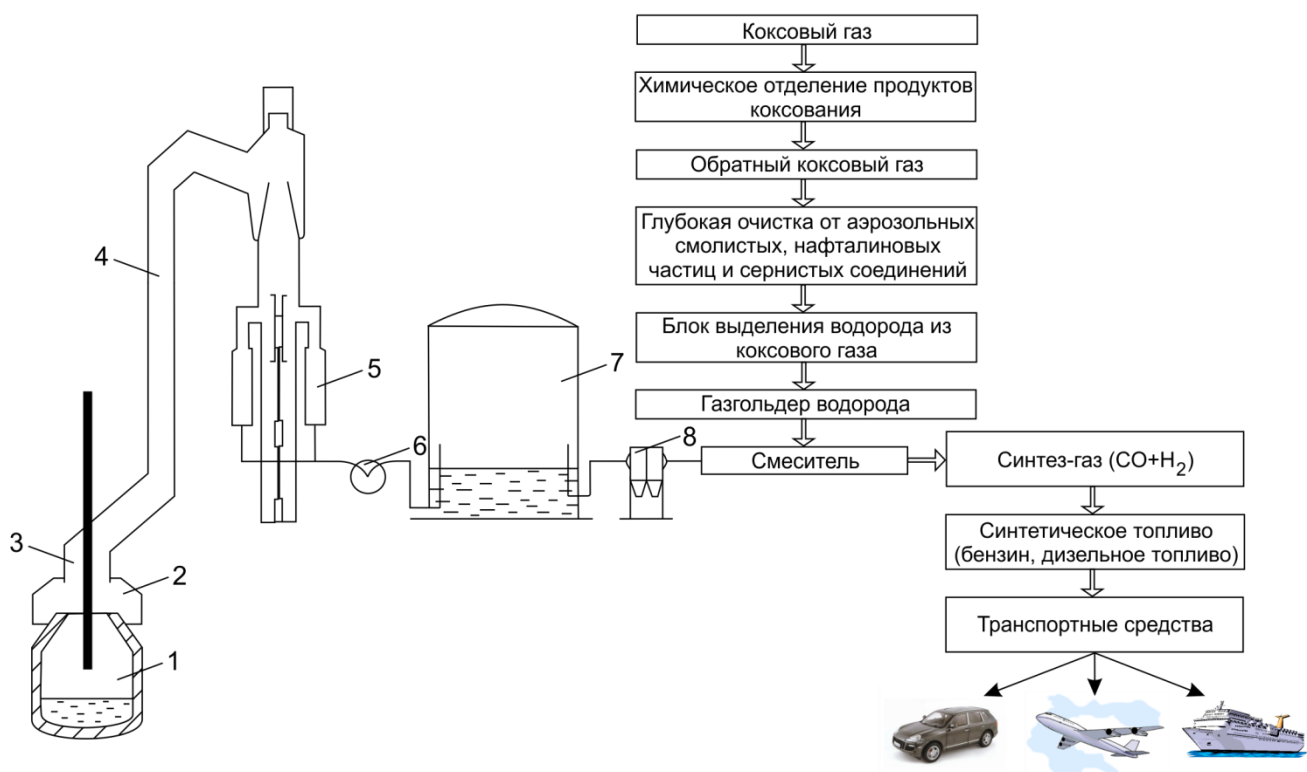 Коксовый газ
Химическое отделение продуктов
коксования
Обратный коксовый газ
Глубокая очистка от аэрозольных
смолистых, нафталиновых
частиц и сернистых соединений
Блок выделения водорода из
коксового газа
Газгольдер водорода
Смеситель
Синтез-газ (CO+H2)
Синтетическое топливо
(бензин, дизельное топливо)
Транспортные средства
1
2
3
4
5
6
7
8